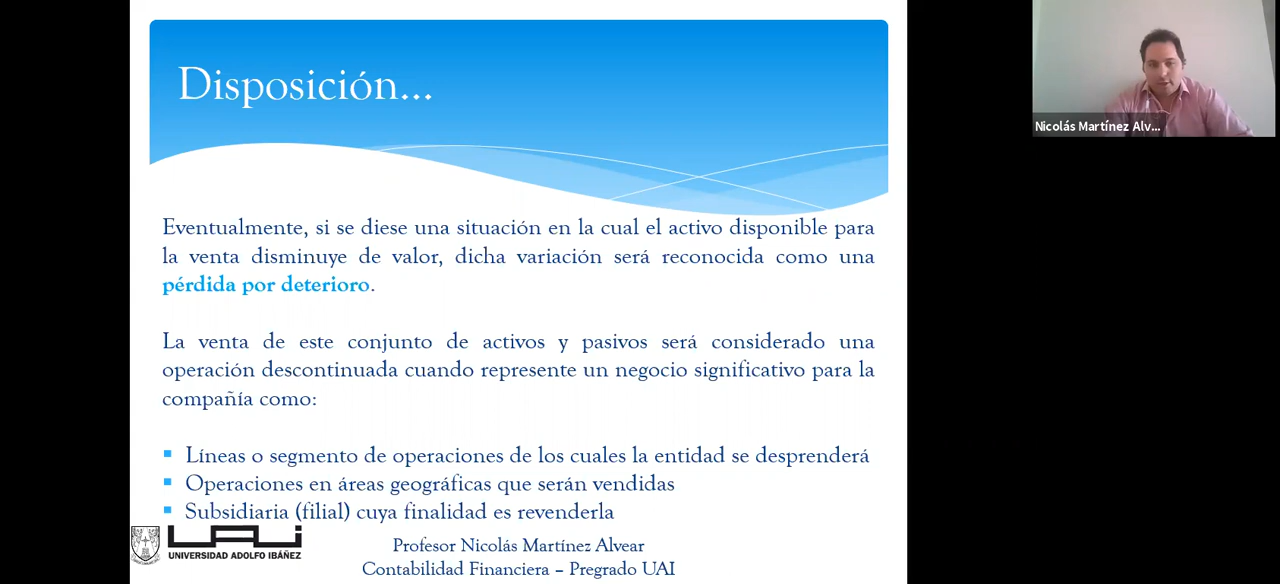 Disposición...
Nicolás Martínez Alv...
Eventualmente, si se diese una situación en la cual el activo disponible para
la venta disminuye de valor, dicha variación será reconocida como una
pérdida por deterioro.
La venta de este conjunto de activos y pasivos será considerado una
operación descontinuada cuando represente un negocio significativo para la
compañía como:
Líneas o segmento de operaciones de los cuales la entidad se desprenderá
Operaciones en áreas geográficas que serán vendidas
Subsidiaria (filial) cuya finalidad es revenderla
UAI
UNIVERSIDAD ADOLFO IBÁÑEZ
Profesor Nicolás Martínez Alvear
Contabilidad Financiera – Pregrado UAI